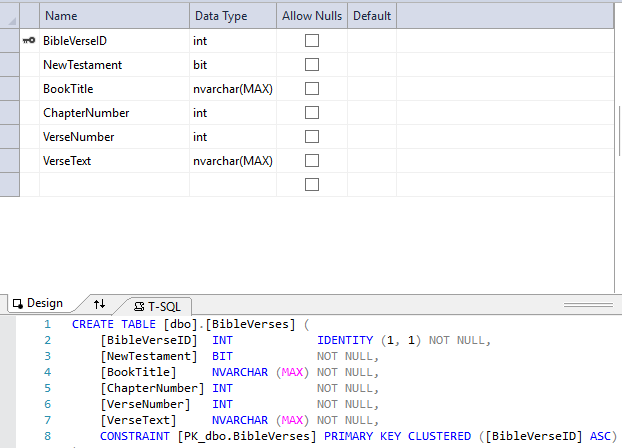 Name Data Type Allow Nulls Default
BibleVerseID int
NewTestament bit
BookTitle nvarchar(MAX)
ChapterNumber int
VerseNumber int
VerseText nvarchar(MAX)
Design T-SQL
1 CREATE TABLE [dbo].[BibleVerses] (
2 [BibleVerseID] INT IDENTITY (1, 1) NOT NULL,
3 [NewTestament] BIT NOT NULL,
4 [BookTitle] NVARCHAR (MAX) NOT NULL,
5 [ChapterNumber] INT NOT NULL,
6 [VerseNumber] INT NOT NULL,
7 [VerseText] NVARCHAR (MAX) NOT NULL,
8 CONSTRAINT [PK_dbo.BibleVerses] PRIMARY KEY CLUSTERED ([BibleVerseID] ASC)